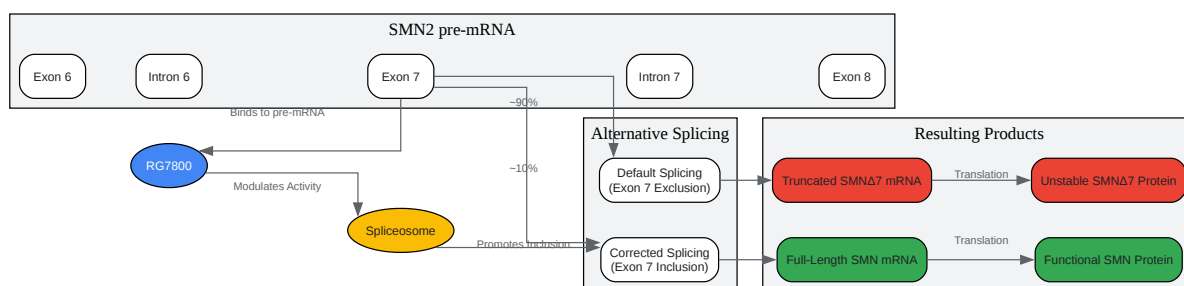 SMN2 pre-mRNA
Exon 6
Intron 6
Exon 7
Intron 7
Exon 8
Binds to pre-mRNA
~90%
~10%
RG7800
Modulates Activity
Spliceosome
Promotes Inclusion
Alternative Splicing
Default Splicing
(Exon 7 Exclusion)
Corrected Splicing
(Exon 7 Inclusion)
Resulting Products
Truncated SMNΔ7 mRNA
Translation
Unstable SMNΔ7 Protein
Full-Length SMN mRNA
Translation
Functional SMN Protein